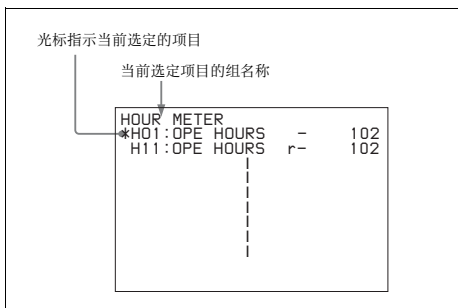 光标指示当前选定的项目
当前选定项目的组名称
HOUR METER
*H01:OPE HOURS - 102
H11:OPE HOURS r- 102